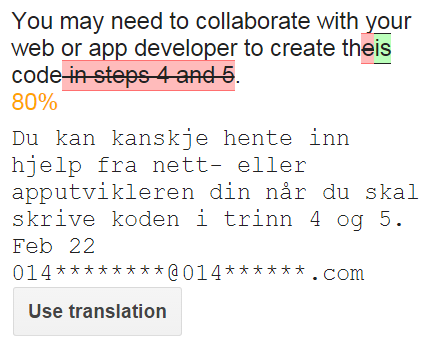 You may need to collaborate with your
web or app developer to create theis
code in steps 4 and 5.
80%
Du kan kanskje hente inn
hjelp fra nett- eller
apputvikleren din når du skal
skrive koden i trinn 4 og 5.
Feb 22
014********@014******.com
Use translation